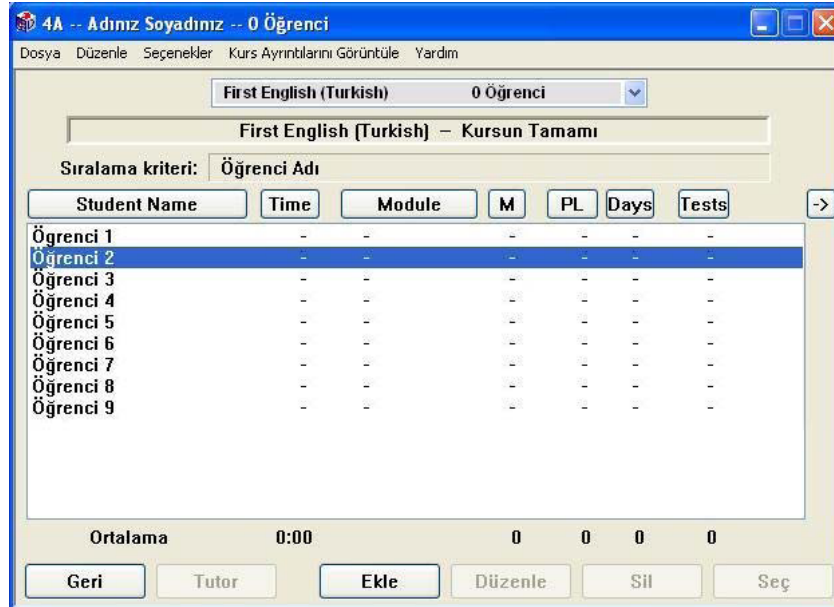 4A -- Adınız Soyadınız -- 0 Öğrenci
Dosya Düzenle Seçenekler Kurs Ayrıntılarını Görüntüle Yardım
First English (Turkish) 0 Öğrenci
First English (Turkish) – Kursun Tamamı
Sıralama kriteri: Öğrenci Adı
Student Name Time Module M PL Days Tests ->
Ögrenci 1 - - - - - -
Öğrenci 2 - - - - - -
Öğrenci 3 - - - - - -
Öğrenci 4 - - - - - -
Öğrenci 5 - - - - - -
Öğrenci 6 - - - - - -
Öğrenci 7 - - - - - -
Öğrenci 8 - - - - - -
Öğrenci 9 - - - - - -
Ortalama 0:00 0 0 0 0
Geri Tutor Ekle Düzenle Sil Seç